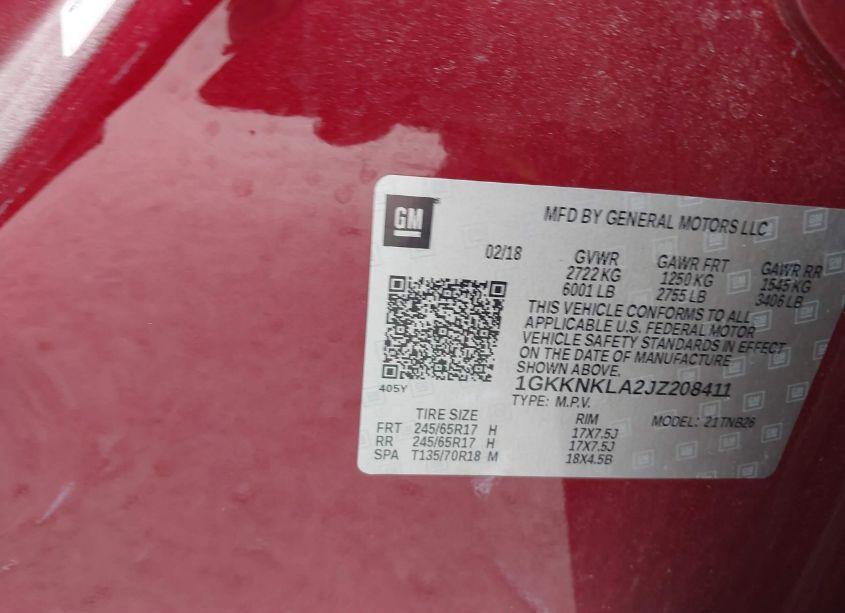 GM
MFD BY GENERAL MOTORS LLC
02/18
GVWR GAWR FRT GAWR RR
2722 KG 1250 KG 1545 KG
6001 LB 2755 LB 3406 LB
THIS VEHICLE CONFORMS TO ALL
APPLICABLE U.S. FEDERAL MOTOR
VEHICLE SAFETY STANDARDS IN EFFECT
ON THE DATE OF MANUFACTURE
SHOWN ABOVE.
405Y
1GKKNKLA2JZ208411
TYPE: M.P.V. MODEL: 21TNB26
TIRE SIZE RIM
FRT 245/65R17 H 17X7.5J
RR 245/65R17 H 17X7.5J
SPA T135/70R18 M 18X4.5B